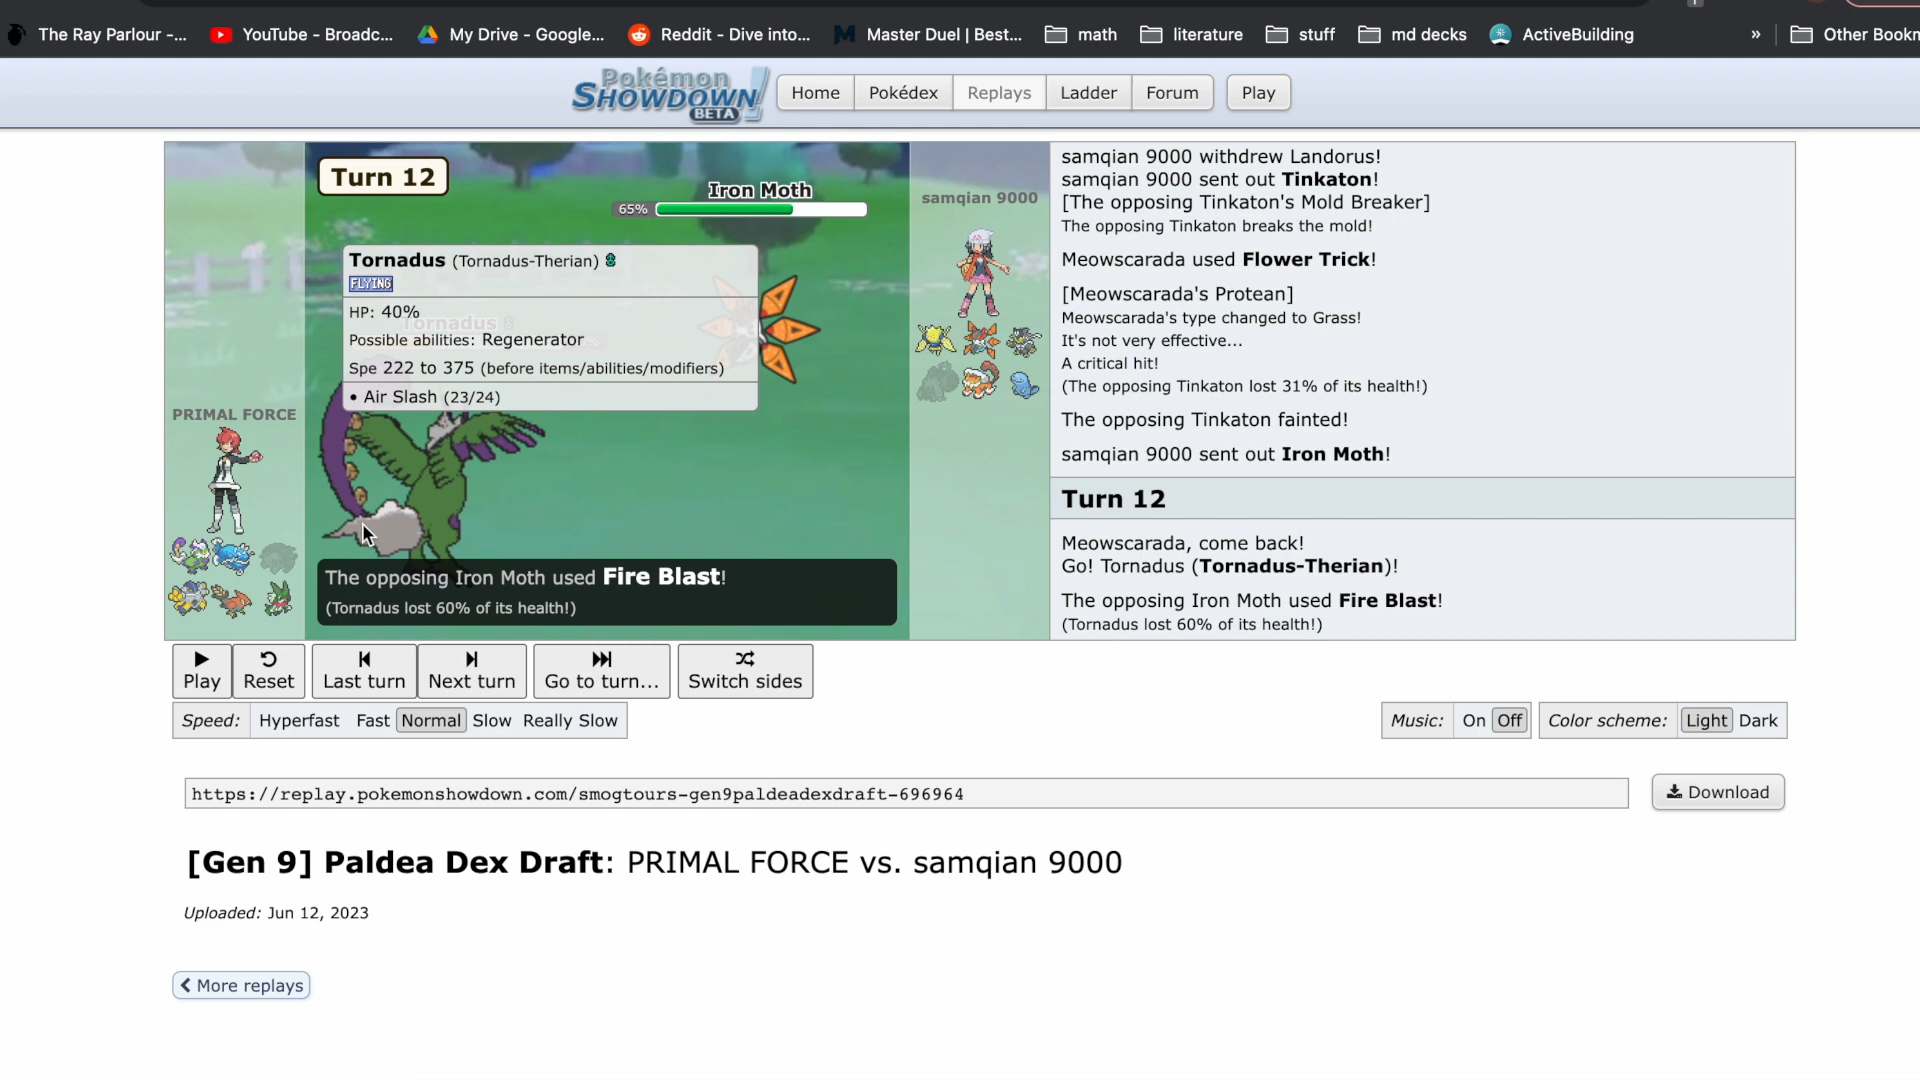 The Ray Parlour -...
YouTube - Broadc...
My Drive - Google...
Reddit - Dive into...
Master Duel | Best...
math
literature
stuff
md decks
ActiveBuilding
»
Other Bookm
Pokémon
SHOWDOWN!
BETA
Home
Pokédex
Replays
Ladder
Forum
Play
Turn 12
Iron Moth
65%
Tornadus (Tornadus-Therian)
FLYING
HP: 40%
Possible abilities: Regenerator
Spe 222 to 375 (before items/abilities/modifiers)
• Air Slash (23/24)
Tornadus
PRIMAL FORCE
samqian 9000
The opposing Iron Moth used Fire Blast!
(Tornadus lost 60% of its health!)
samqian 9000 withdrew Landorus!
samqian 9000 sent out Tinkaton!
[The opposing Tinkaton's Mold Breaker]
The opposing Tinkaton breaks the mold!
Meowscarada used Flower Trick!
[Meowscarada's Protean]
Meowscarada's type changed to Grass!
It's not very effective...
A critical hit!
(The opposing Tinkaton lost 31% of its health!)
The opposing Tinkaton fainted!
samqian 9000 sent out Iron Moth!
Turn 12
Meowscarada, come back!
Go! Tornadus (Tornadus-Therian)!
The opposing Iron Moth used Fire Blast!
(Tornadus lost 60% of its health!)
Play
Reset
Last turn
Next turn
Go to turn...
Switch sides
Speed: Hyperfast Fast Normal Slow Really Slow
Music: On Off
Color scheme: Light Dark
https://replay.pokemonshowdown.com/smogtours-gen9paldeadexdraft-696964
Download
[Gen 9] Paldea Dex Draft: PRIMAL FORCE vs. samqian 9000
Uploaded: Jun 12, 2023
More replays